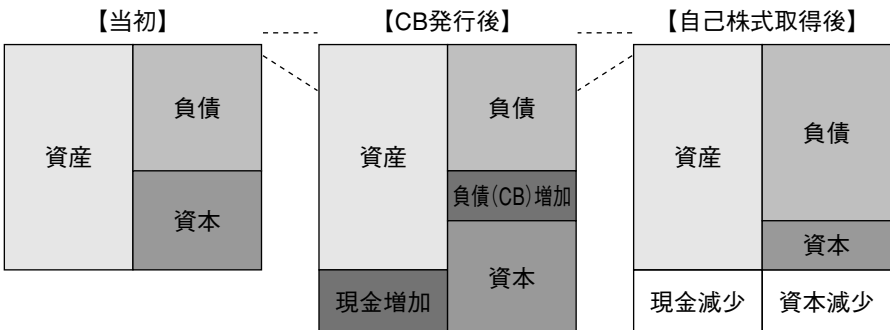 【当初】
【CB発行後】
【自己株式取得後】
資産
負債
資本
資産
負債
負債(CB)増加
資本
現金増加
資産
負債
資本
現金減少
資本減少